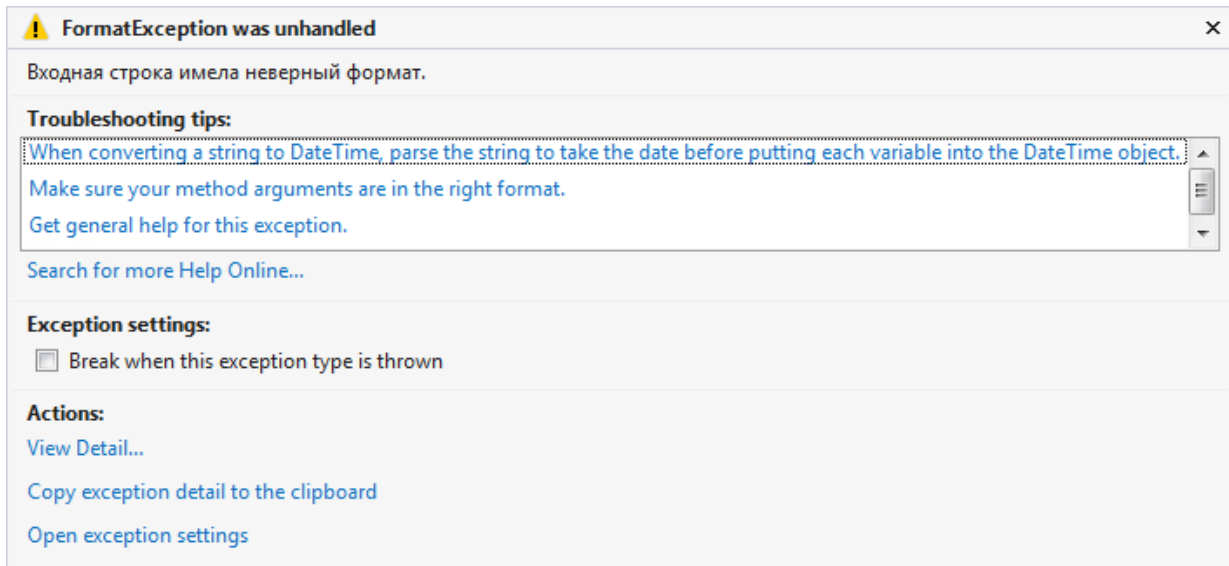 FormatException was unhandled
Входная строка имела неверный формат.
Troubleshooting tips:
When converting a string to DateTime, parse the string to take the date before putting each variable into the DateTime object.
Make sure your method arguments are in the right format.
Get general help for this exception.
Search for more Help Online...
Exception settings:
Break when this exception type is thrown
Actions:
View Detail...
Copy exception detail to the clipboard
Open exception settings